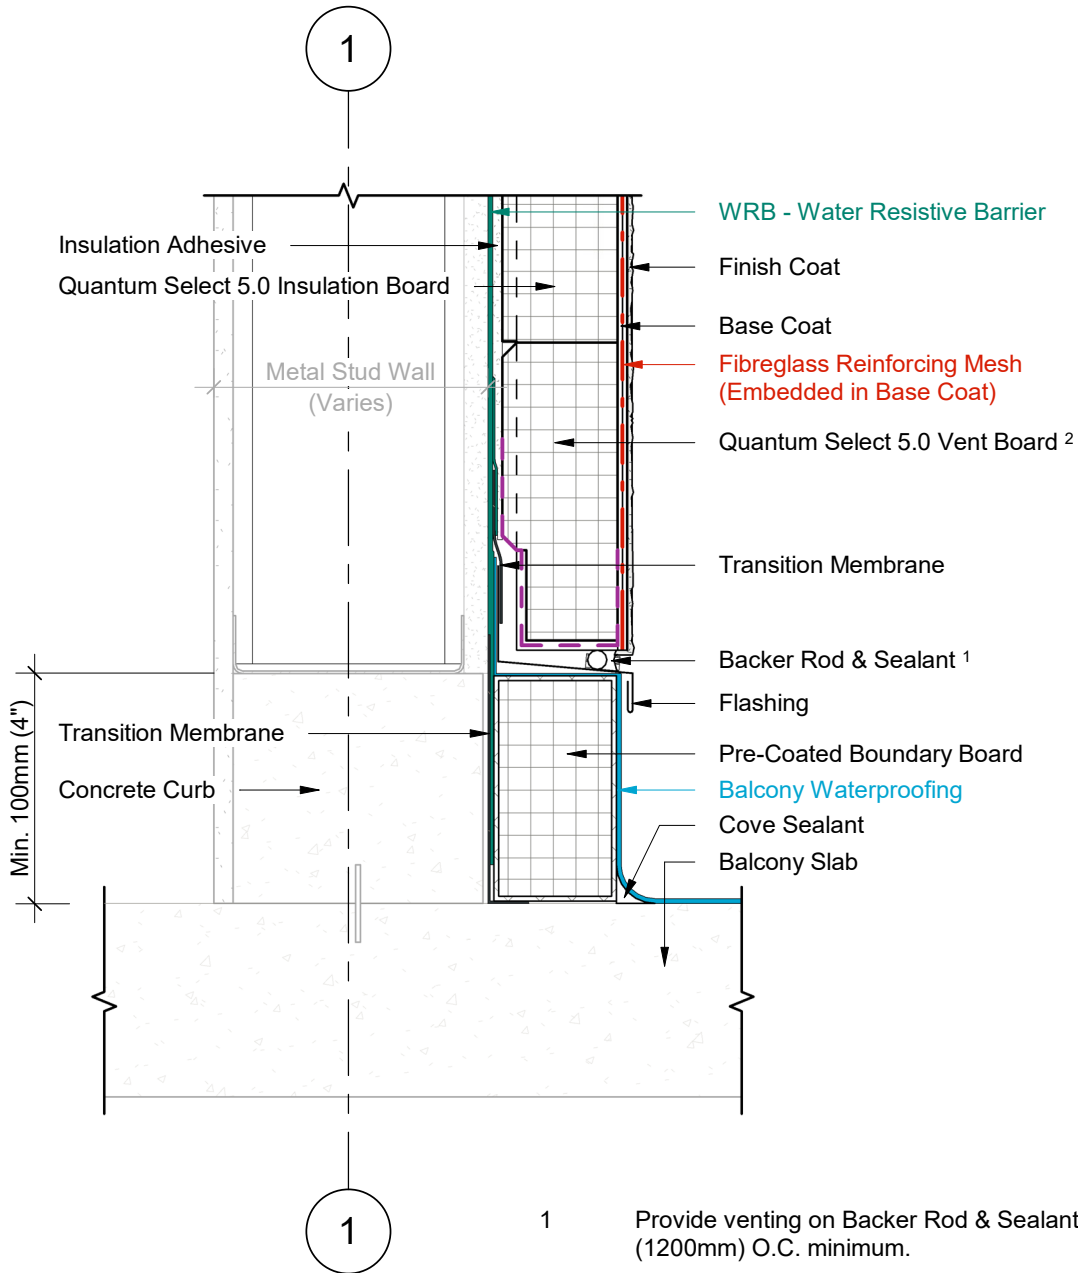 1
WRB - Water Resistive Barrier
Insulation Adhesive
Finish Coat
Quantum Select 5.0 Insulation Board
Base Coat
Metal Stud Wall
(Varies)
Fibreglass Reinforcing Mesh
(Embedded in Base Coat)
Quantum Select 5.0 Vent Board 2
Transition Membrane
Backer Rod & Sealant 1
Flashing
Min. 100mm (4")
Transition Membrane
Pre-Coated Boundary Board
Concrete Curb
Balcony Waterproofing
Cove Sealant
Balcony Slab
1
1 Provide venting on Backer Rod & Sealant
(1200mm) O.C. minimum.